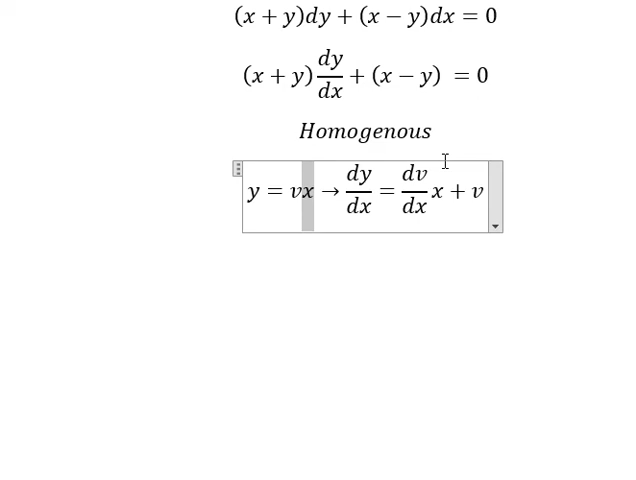 (x + y)dy + (x − y)dx = 0
(x + y) dy/dx + (x − y) = 0
Homogenous
y = vx → dy/dx = dv/dx x + v